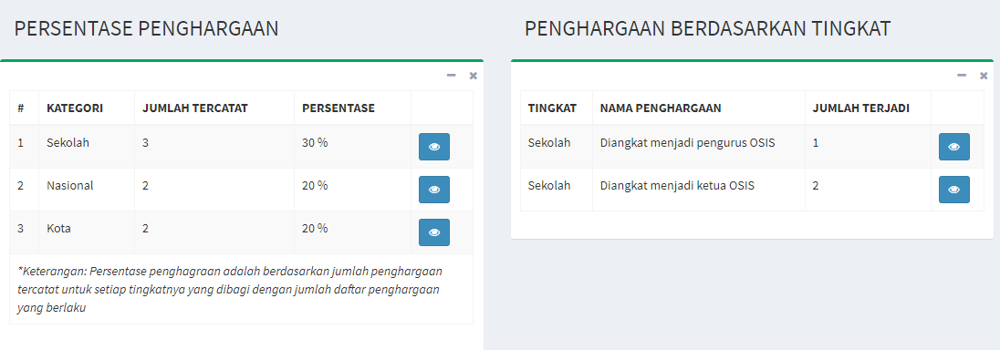 PERSENTASE PENGHARGAAN
# KATEGORI JUMLAH TERCATAT PERSENTASE
1 Sekolah 3 30 %
2 Nasional 2 20 %
3 Kota 2 20 %
*Keterangan: Persentase penghagraan adalah berdasarkan jumlah penghargaan
tercatat untuk setiap tingkatnya yang dibagi dengan jumlah daftar penghargaan
yang berlaku
PENGHARGAAN BERDASARKAN TINGKAT
TINGKAT NAMA PENGHARGAAN JUMLAH TERJADI
Sekolah Diangkat menjadi pengurus OSIS 1
Sekolah Diangkat menjadi ketua OSIS 2